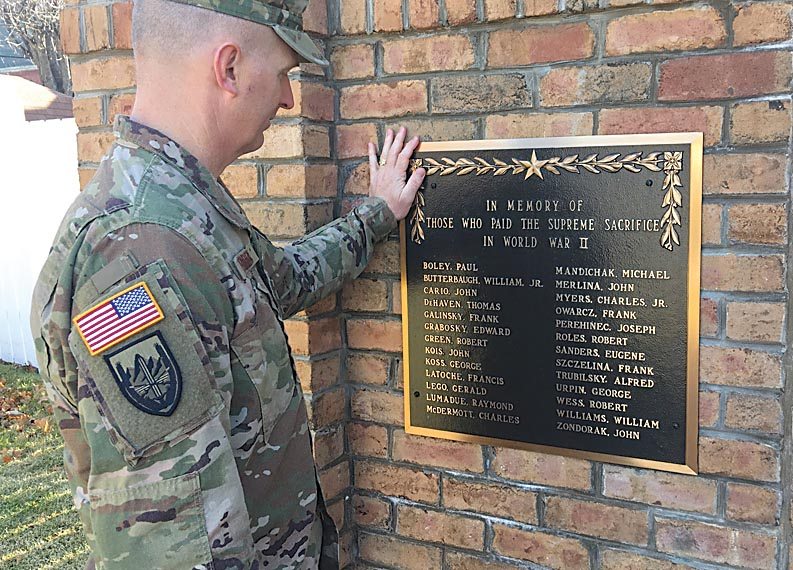 IN MEMORY OF
THOSE WHO PAID THE SUPREME SACRIFICE
IN WORLD WAR II
BOLEY, PAUL
BUTTERBAUGH, WILLIAM, JR.
CARIO, JOHN
DEHAVEN, THOMAS
GALINSKY, FRANK
GRABOSKY, EDWARD
GREEN, ROBERT
KOIS, JOHN
KOSS, GEORGE
LATOCHE, FRANCIS
LEGO, GERALD
LUMADUE, RAYMOND
MCDERMOTT, CHARLES
MANDICHAK, MICHAEL
MERLINA, JOHN
MYERS, CHARLES, JR.
OWARCZ, FRANK
PEREHINEC, JOSEPH
ROLES, ROBERT
SANDERS, EUGENE
SZCZELINA, FRANK
TRUBILSKY, ALFRED
URPIN, GEORGE
WESS, ROBERT
WILLIAMS, WILLIAM
ZONDORAK, JOHN